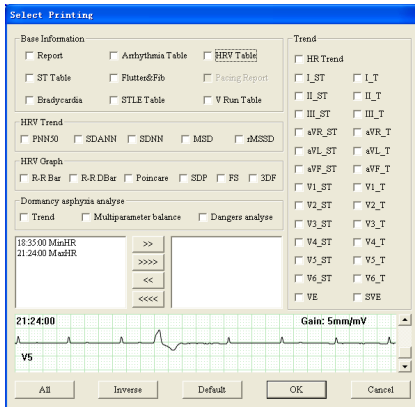 Select Printing
Base Information
Report
Arrhythmia Table
HRV Table
ST Table
Flutter&Fib
Pacing Report
Bradycardia
STLE Table
V Run Table
HRV Trend
PNN50
SDANN
SDNN
MSD
rMSSD
HRV Graph
R-R Bar
R-R DBar
Poincare
SDP
FS
3DF
Dormancy asphyxia analyse
Trend
Multiparameter balance
Dangers analyse
Trend
HR Trend
I_ST
I_T
II_ST
II_T
III_ST
III_T
aVR_ST
aVR_T
aVL_ST
aVL_T
aVF_ST
aVF_T
V1_ST
V1_T
V2_ST
V2_T
V3_ST
V3_T
V4_ST
V4_T
V5_ST
V5_T
V6_ST
V6_T
VE
SVE
18:35:00 MinHR
21:24:00 MaxHR
>>
>>>>
<<
<<<<
21:24:00
Gain: 5mm/mV
V5
All
Inverse
Default
OK
Cancel